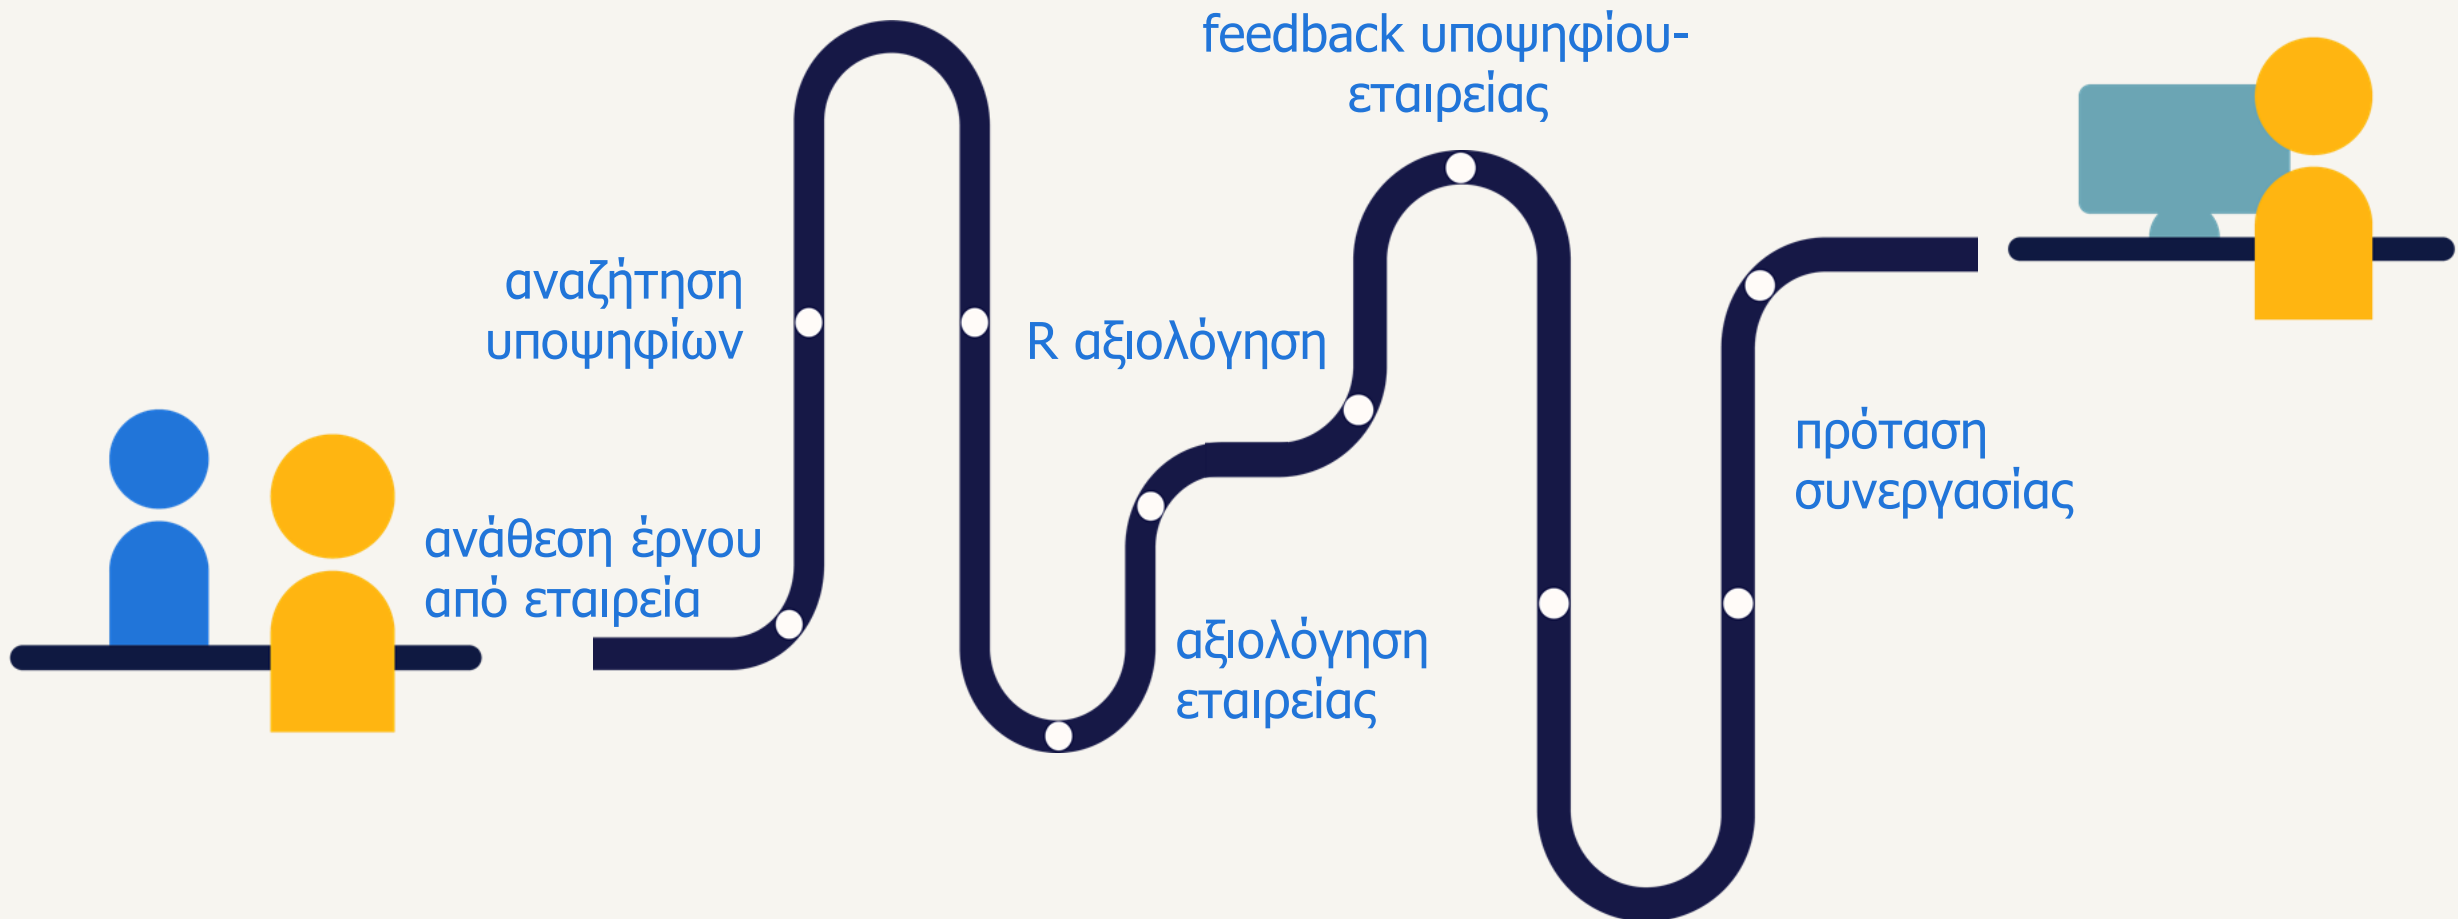 ανάθεση έργου
από εταιρεία
αναζήτηση
υποψηφίων
R αξιολόγηση
αξιολόγηση
εταιρείας
feedback υποψηφίου-
εταιρείας
πρόταση
συνεργασίας